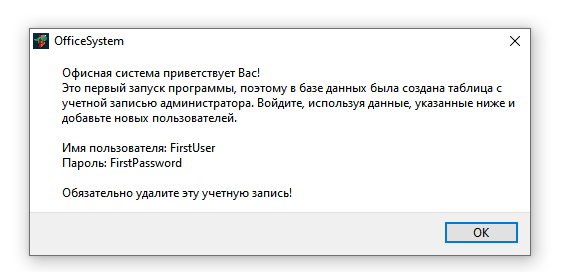 OfficeSystem
Офисная система приветствует Вас!
Это первый запуск программы, поэтому в базе данных была создана таблица с
учетной записью администратора. Войдите, используя данные, указанные ниже и
добавьте новых пользователей.
Имя пользователя: FirstUser
Пароль: FirstPassword
Обязательно удалите эту учетную запись!
OK